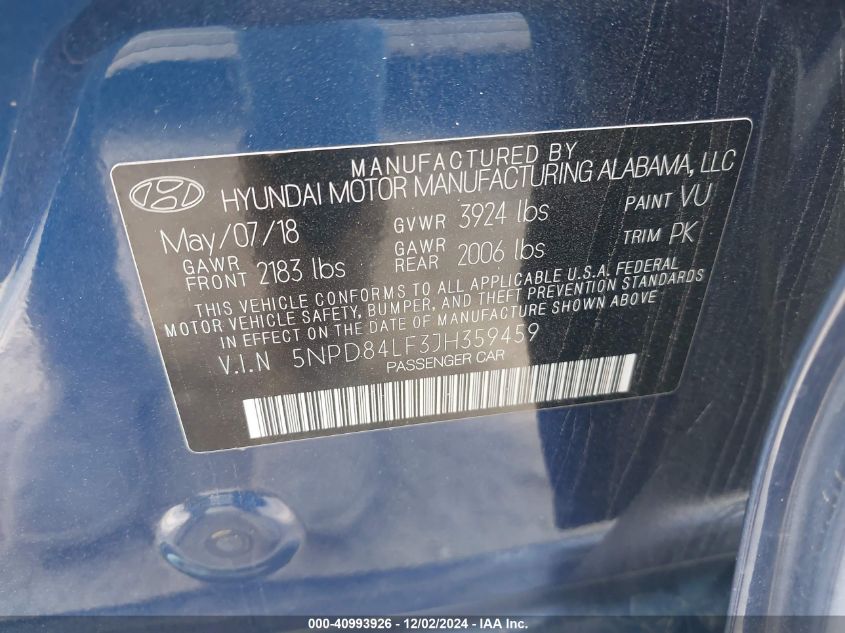 MANUFACTURED BY
HYUNDAI MOTOR MANUFACTURING ALABAMA, LLC
May/07/18 GVWR 3924 lbs PAINT VU
GAWR FRONT 2183 lbs GAWR REAR 2006 lbs TRIM PK
THIS VEHICLE CONFORMS TO ALL APPLICABLE U.S.A. FEDERAL
MOTOR VEHICLE SAFETY, BUMPER, AND THEFT PREVENTION STANDARDS
IN EFFECT ON THE DATE OF MANUFACTURE SHOWN ABOVE
V.I.N 5NPD84LF3JH359459
PASSENGER CAR
000-40993926 - 12/02/2024 - IAA Inc.